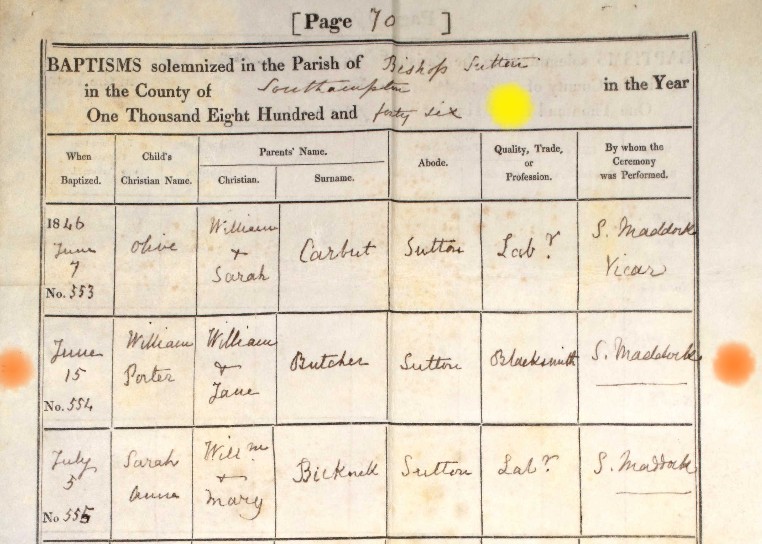 [Page 70 ]
BAPTISMS solemnized in the Parish of Bishop Sutton
in the County of Southampton in the Year
One Thousand Eight Hundred and forty six
When Baptized.
Child's Christian Name.
Parents' Name.
Christian.
Surname.
Abode.
Quality, Trade, or Profession.
By whom the Ceremony was Performed.
1846 June 7 No. 553
Olive
William + Sarah
Carbut
Sutton
Labr
S. Maddock Vicar
June 15 No. 554
William Porter
William + Jane
Butcher
Sutton
Blacksmith
S. Maddock
July 5 No 555
Sarah Anna
Willm + Mary
Bicknell
Sutton
Labr
S. Maddock